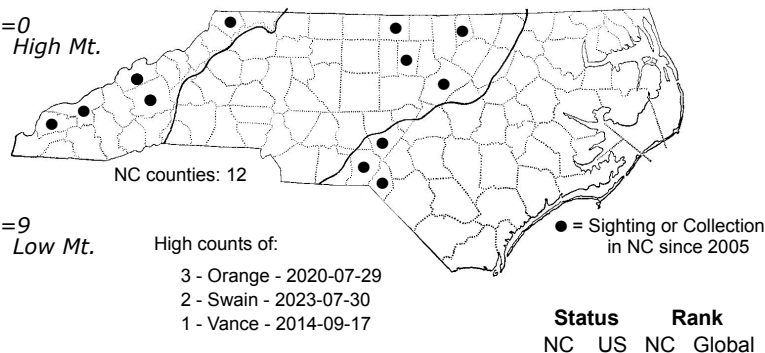 =0
High Mt.
NC counties: 12
=9
Low Mt.
High counts of:
3 - Orange - 2020-07-29
2 - Swain - 2023-07-30
1 - Vance - 2014-09-17
● = Sighting or Collection
in NC since 2005
Status Rank
NC US NC Global